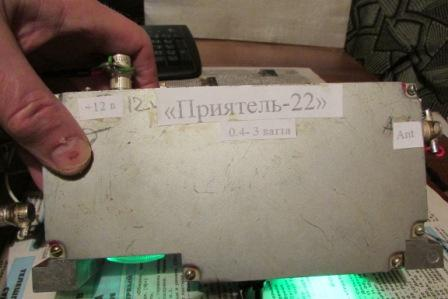 ~12 в
12 v
«Приятель-22»
0.4- 3 ватта
Ant